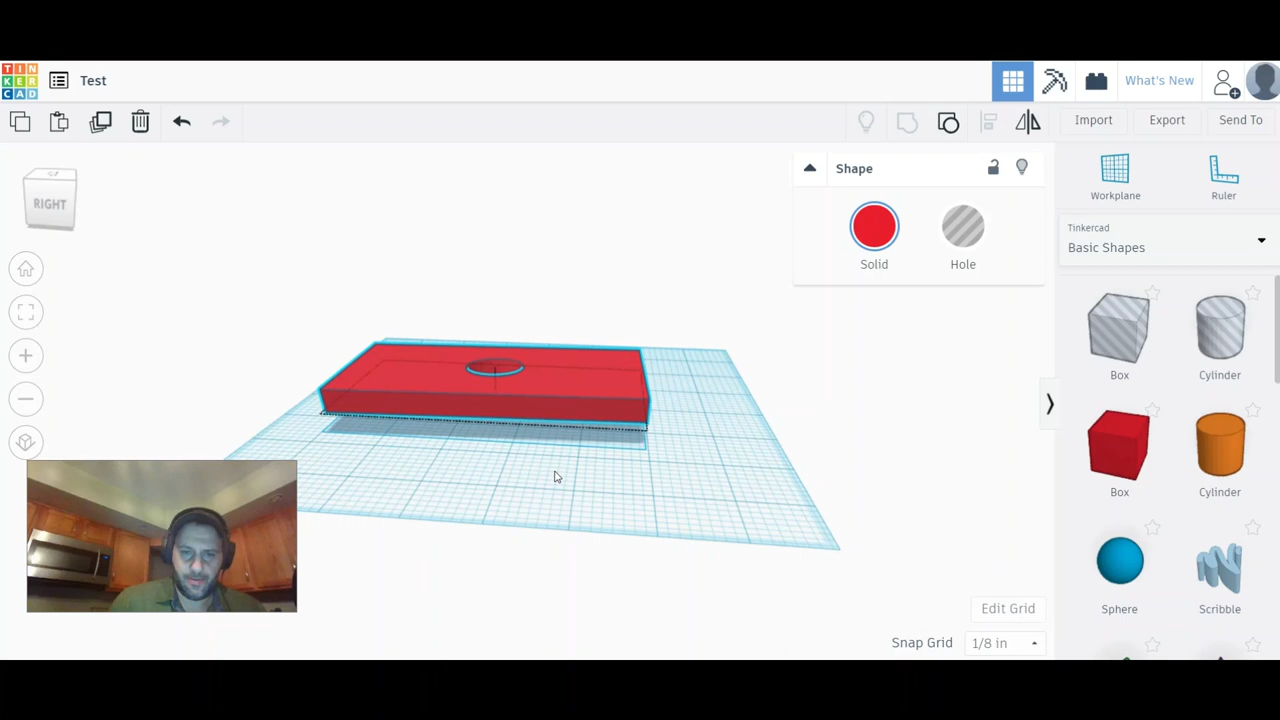 TIN
KER
CAD
Test
What's New
Import
Export
Send To
RIGHT
Shape
Solid
Hole
Workplane
Ruler
Tinkercad
Basic Shapes
Box
Cylinder
Box
Cylinder
Sphere
Scribble
Edit Grid
Snap Grid
1/8 in